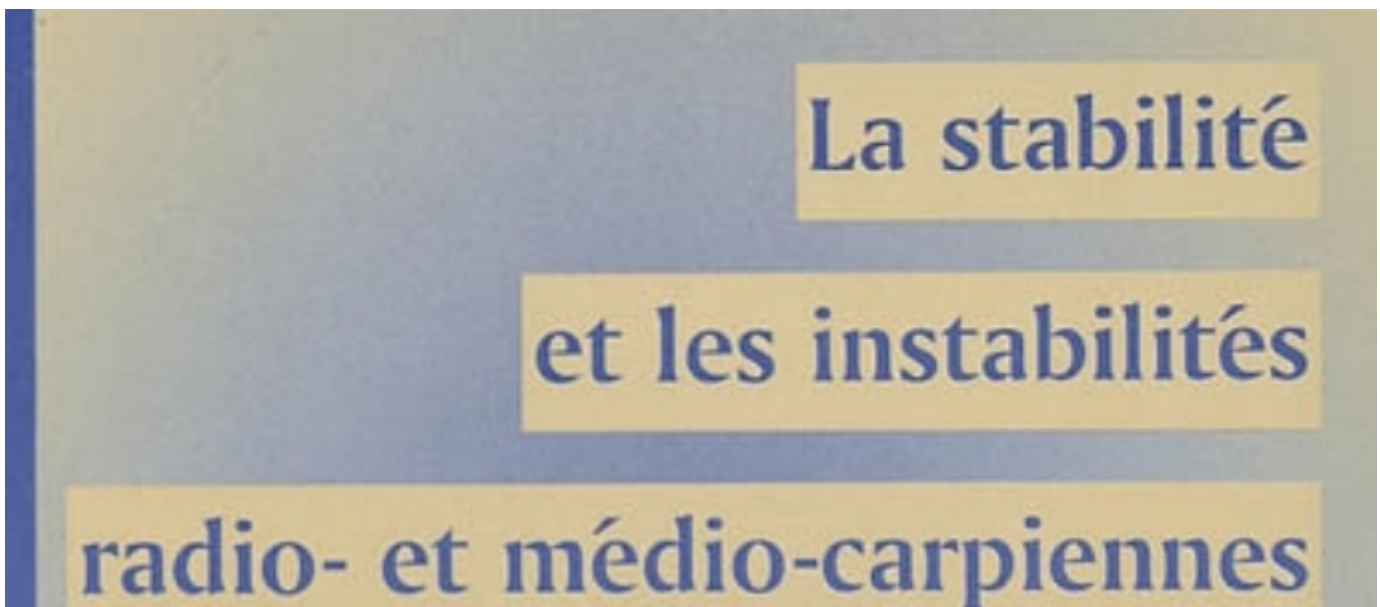 La stabilité
et les instabilités
radio- et médio-carpiennes